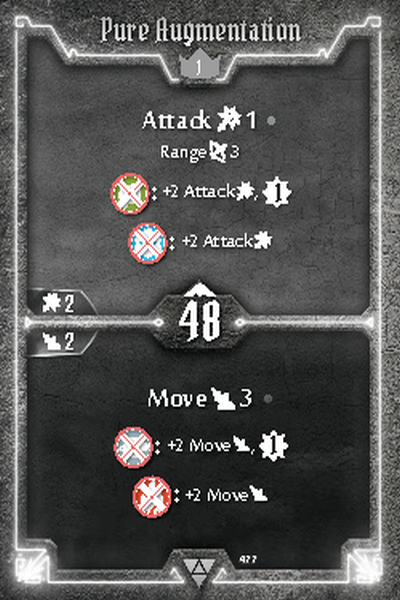 Pure Augmentation
1
Attack 1
Range 3
: +2 Attack, 1
: +2 Attack
2
48
2
Move 3
: +2 Move, 1
: +2 Move
477